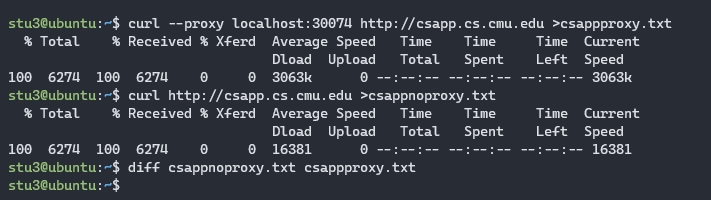 stu3@ubuntu:~$ curl --proxy localhost:30074 http://csapp.cs.cmu.edu >csappproxy.txt
  % Total    % Received % Xferd  Average Speed   Time    Time     Time  Current
                                 Dload  Upload   Total   Spent    Left  Speed
100  6274  100  6274    0     0  3063k      0 --:--:-- --:--:-- --:--:-- 3063k
stu3@ubuntu:~$ curl http://csapp.cs.cmu.edu >csappnoproxy.txt
  % Total    % Received % Xferd  Average Speed   Time    Time     Time  Current
                                 Dload  Upload   Total   Spent    Left  Speed
100  6274  100  6274    0     0  16381      0 --:--:-- --:--:-- --:--:-- 16381
stu3@ubuntu:~$ diff csappnoproxy.txt csappproxy.txt
stu3@ubuntu:~$